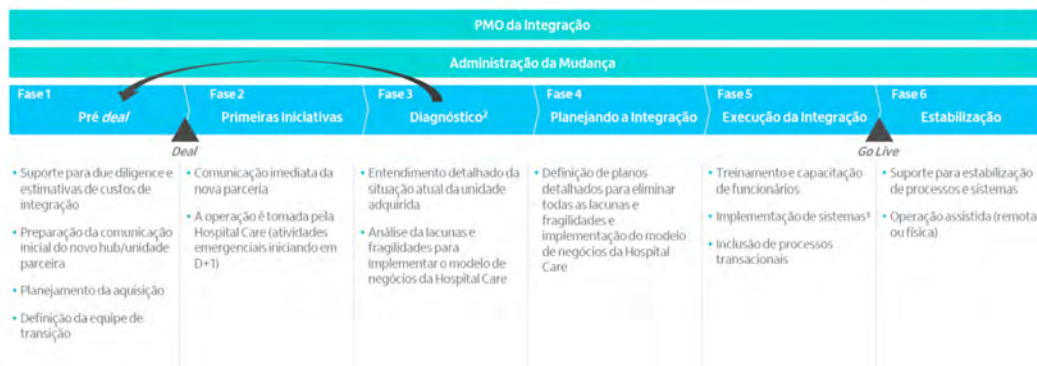 PMO da Integração
Administração da Mudança
Fase 1
Pré deal
Fase 2
Primeiras Iniciativas
Fase 3
Diagnóstico²
Fase 4
Planejando a Integração
Fase 5
Execução da Integração
Fase 6
Estabilização
Deal
Go Live
• Suporte para due diligence e
estimativas de custos de
integração
• Preparação da comunicação
inicial do novo hub/unidade
parceira
• Planejamento da aquisição
• Definição da equipe de
transição
• Comunicação imediata da
nova parceria
• A operação é tomada pela
Hospital Care (atividades
emergenciais iniciando em
D+1)
• Entendimento detalhado da
situação atual da unidade
adquirida
• Análise da lacunas e
fragilidades para
implementar o modelo de
negócios da Hospital Care
• Definição de planos
detalhados para eliminar
todas as lacunas e
fragilidades e
implementação do modelo
de negócios da Hospital
Care
• Treinamento e capacitação
de funcionários
• Implementação de sistemas³
• Inclusão de processos
transacionais
• Suporte para estabilização
de processos e sistemas
• Operação assistida (remota
ou física)